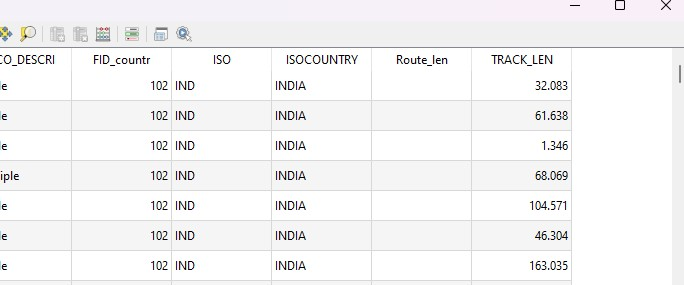 CO_DESCRI FID_countr ISO ISOCOUNTRY Route_len TRACK_LEN
le 102 IND INDIA 32.083
le 102 IND INDIA 61.638
le 102 IND INDIA 1.346
iple 102 IND INDIA 68.069
le 102 IND INDIA 104.571
le 102 IND INDIA 46.304
le 102 IND INDIA 163.035